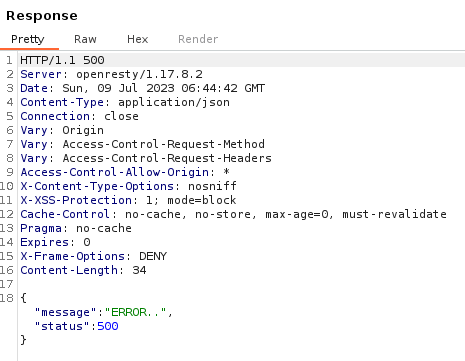 Response
Pretty Raw Hex Render
1 HTTP/1.1 500
2 Server: openresty/1.17.8.2
3 Date: Sun, 09 Jul 2023 06:44:42 GMT
4 Content-Type: application/json
5 Connection: close
6 Vary: Origin
7 Vary: Access-Control-Request-Method
8 Vary: Access-Control-Request-Headers
9 Access-Control-Allow-Origin: *
10 X-Content-Type-Options: nosniff
11 X-XSS-Protection: 1; mode=block
12 Cache-Control: no-cache, no-store, max-age=0, must-revalidate
13 Pragma: no-cache
14 Expires: 0
15 X-Frame-Options: DENY
16 Content-Length: 34
17
18 {
"message":"ERROR..",
"status":500
}